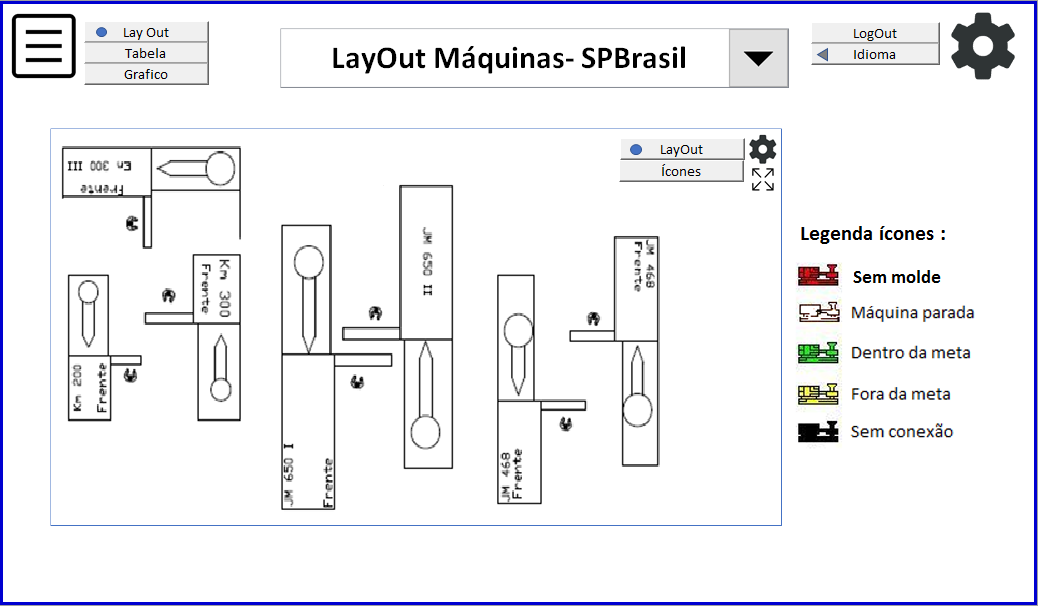 Lay Out
Tabela
Grafico
LayOut Máquinas- SPBrasil
LogOut
Idioma
LayOut
Ícones
En 300 III
Frente
Km 200
Frente
Km 300
Frente
JM 650 I
Frente
JM 650 II
JM 468
Frente
JM 468
Frente
Legenda ícones :
Sem molde
Máquina parada
Dentro da meta
Fora da meta
Sem conexão